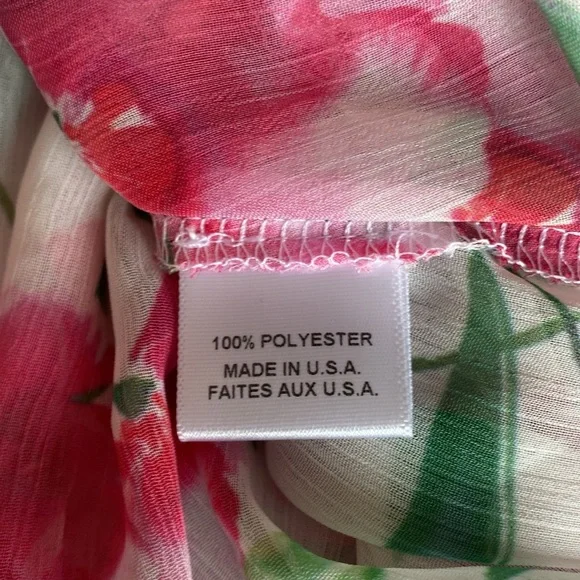 100% POLYESTER
MADE IN U.S.A.
FAITES AUX U.S.A.